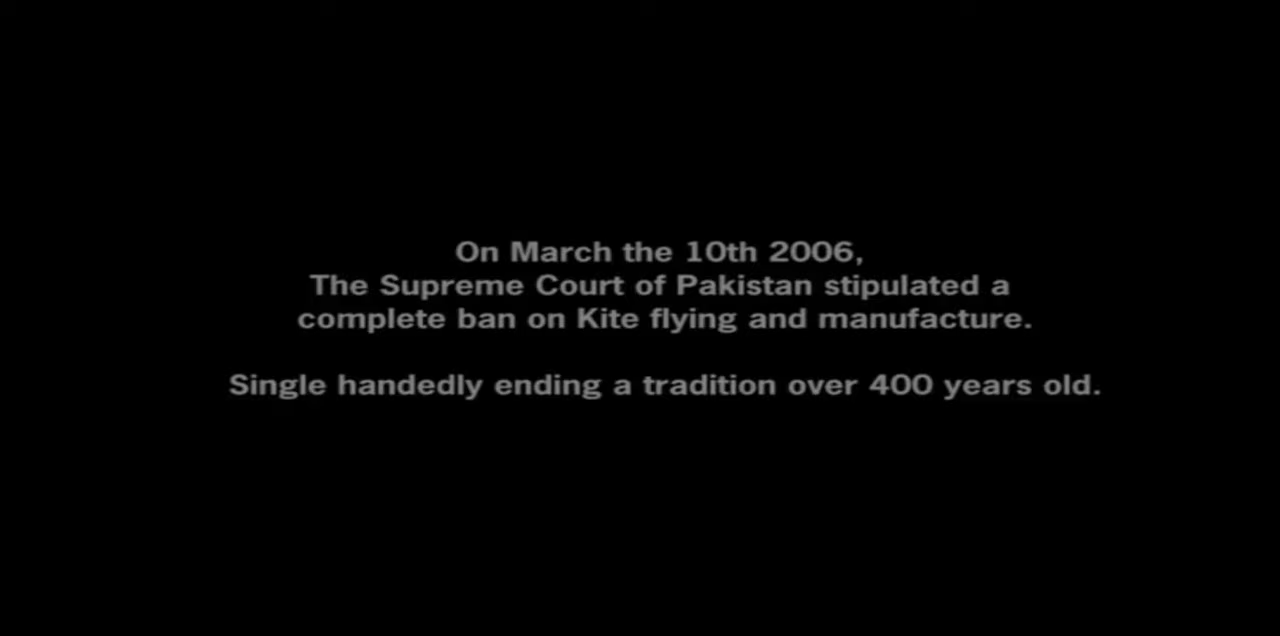 On March the 10th 2006,
The Supreme Court of Pakistan stipulated a
complete ban on Kite flying and manufacture.
Single handedly ending a tradition over 400 years old.